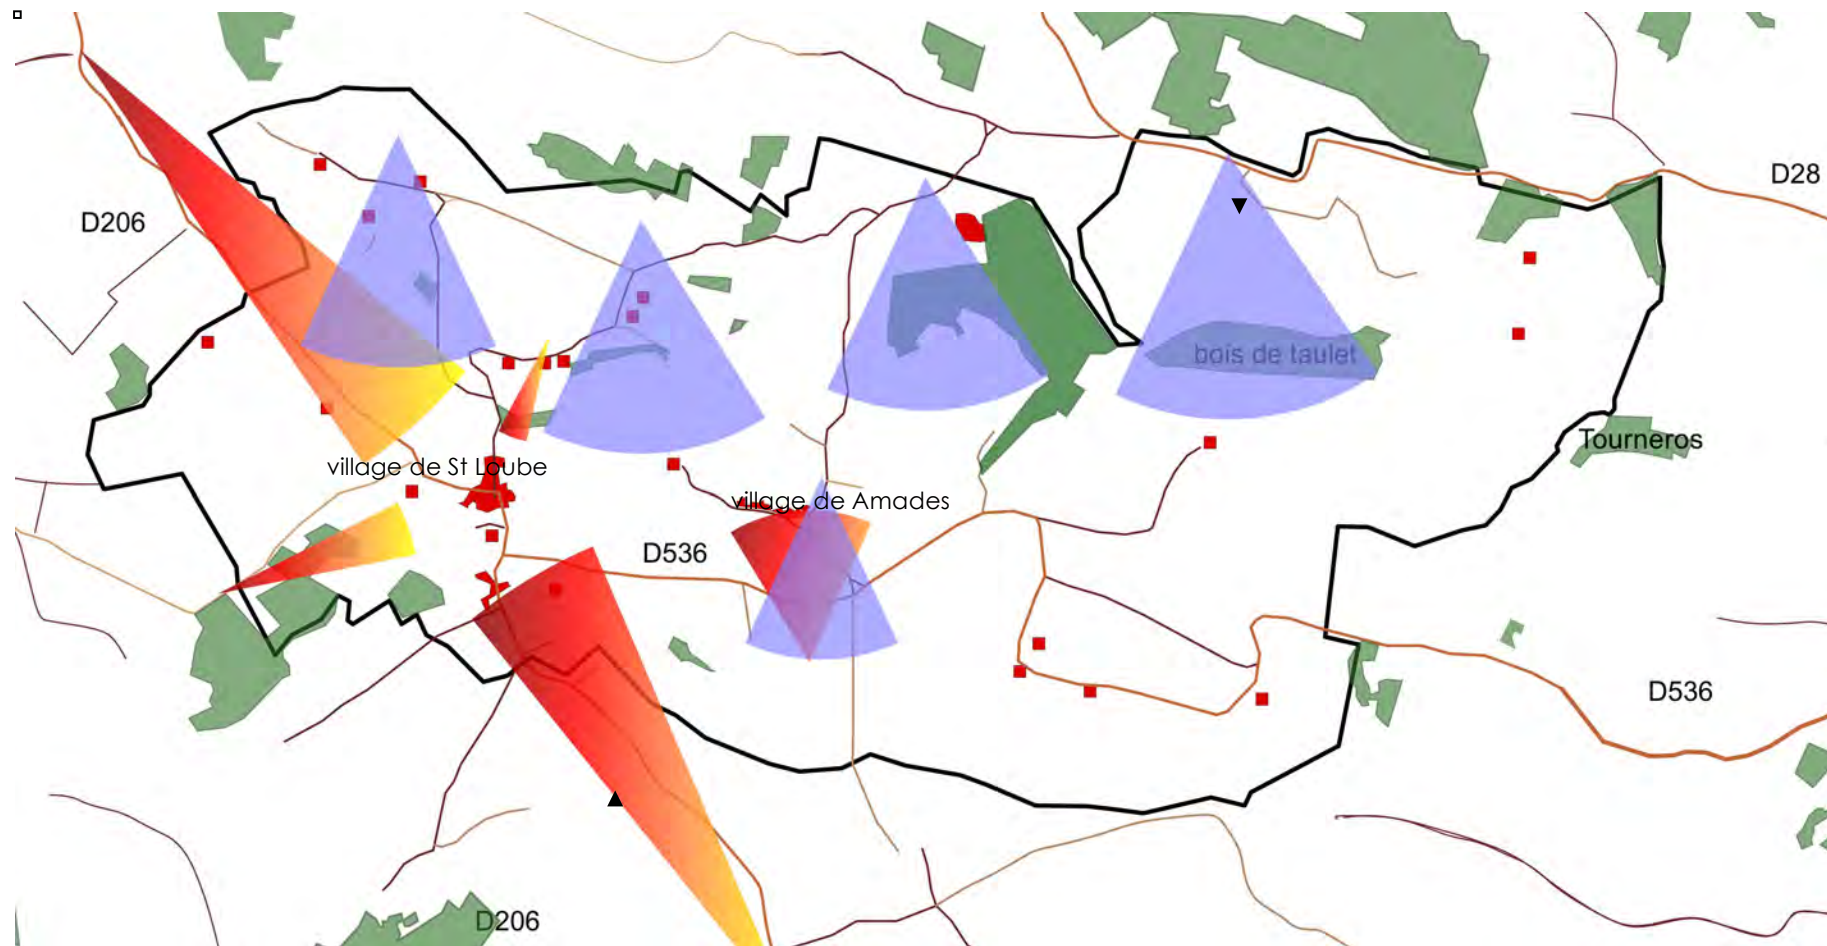 D28
D206
bois de taulet
Tourneros
village de St Loube
village de Amades
D536
D536
D206